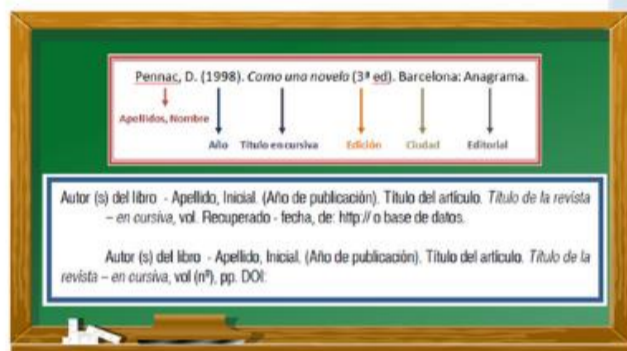 Pennac, D. (1998). Como una novela (3ª ed). Barcelona: Anagrama.
Apellidos, Nombre
Año Título en cursiva Edición Ciudad Editorial
Autor (s) del libro - Apellido, Inicial. (Año de publicación). Título del artículo. Título de la revista
– en cursiva, vol. Recuperado - fecha, de: http:// o base de datos.
Autor (s) del libro - Apellido, Inicial. (Año de publicación). Título del artículo. Título de la
revista – en cursiva, vol (nº), pp. DOI: